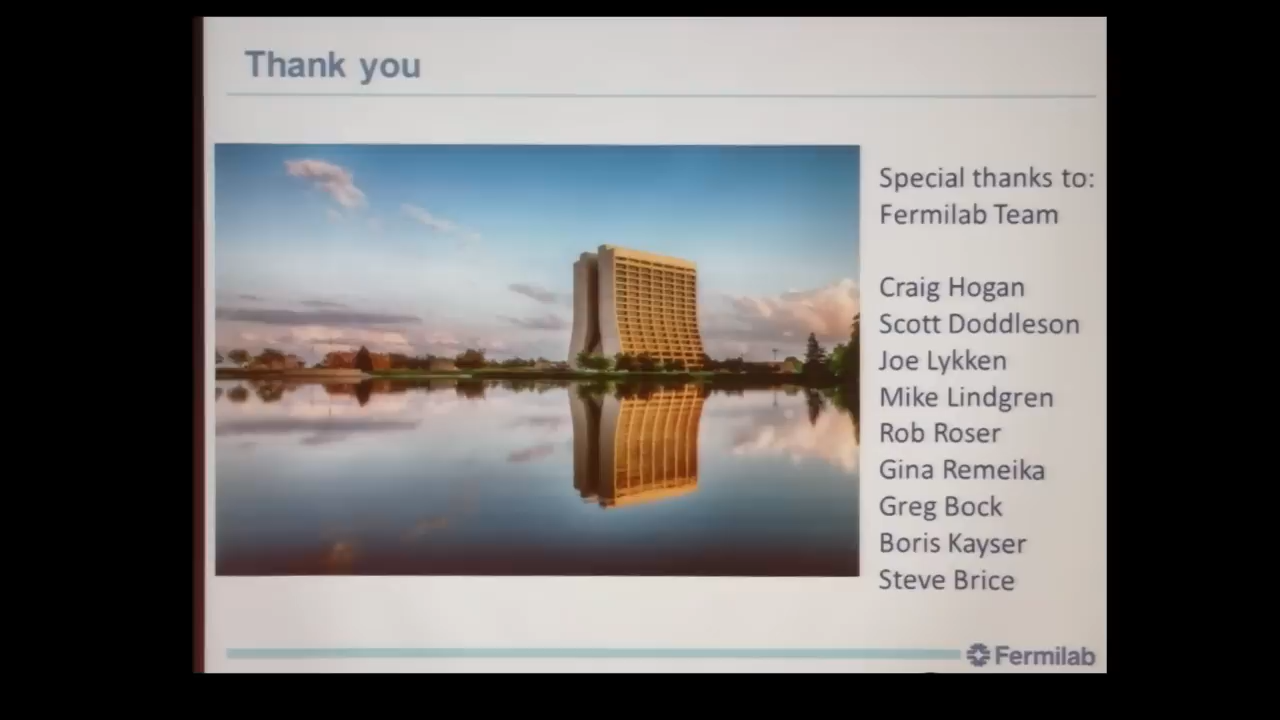 Thank you
Special thanks to:
Fermilab Team
Craig Hogan
Scott Doddleson
Joe Lykken
Mike Lindgren
Rob Roser
Gina Remeika
Greg Bock
Boris Kayser
Steve Brice
Fermilab